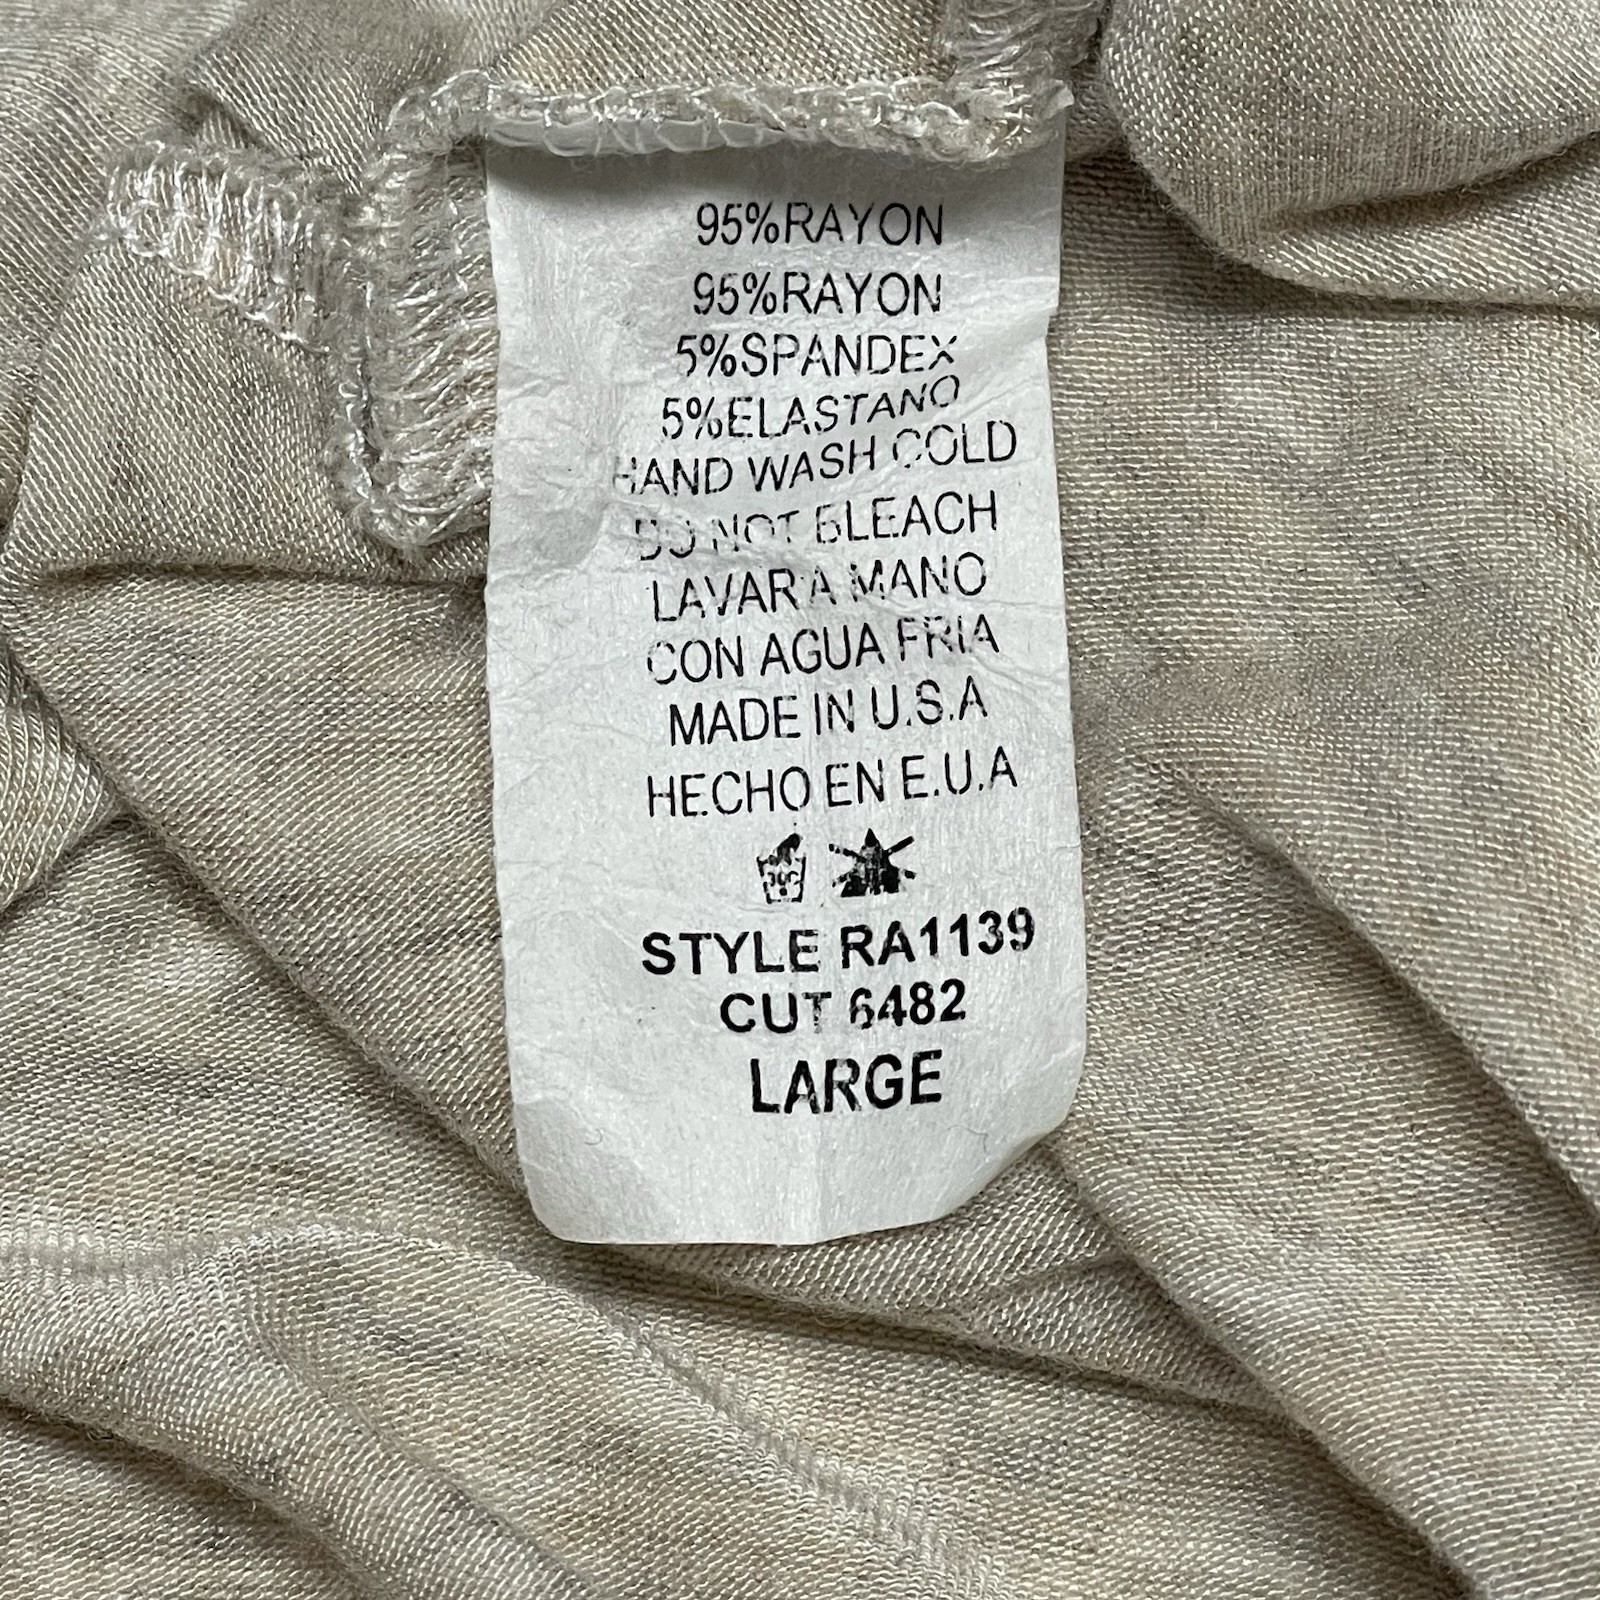 95%RAYON
95%RAYON
5%SPANDEX
5%ELASTANO
HAND WASH COLD
DO NOT BLEACH
LAVAR A MANO
CON AGUA FRIA
MADE IN U.S.A
HECHO EN E.U.A
30C
STYLE RA1139
CUT 6482
LARGE